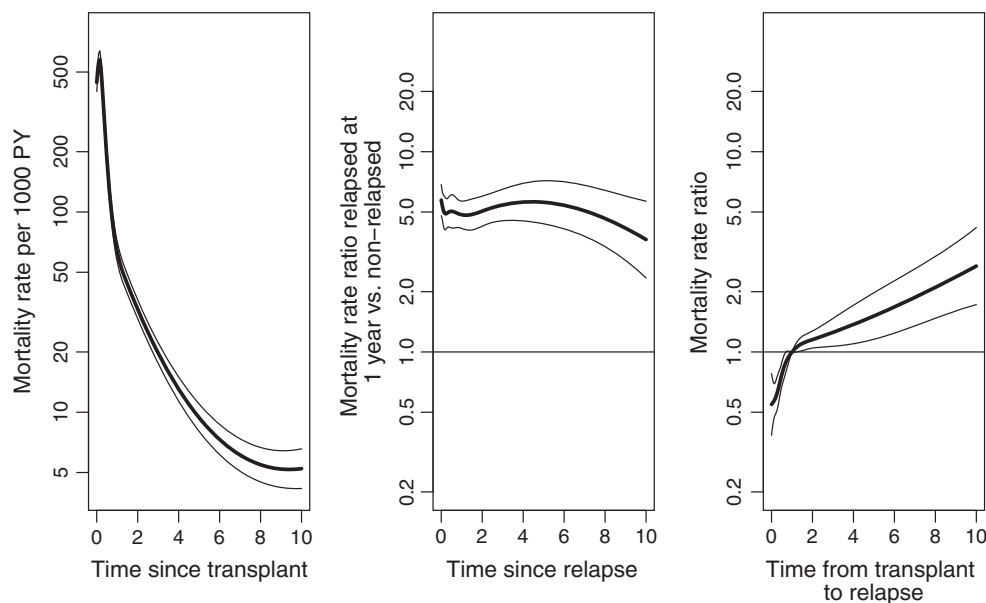 Mortality rate per 1000 PY
500
200
100
50
20
10
5
0 2 4 6 8 10
Time since transplant
Mortality rate ratio relapsed at
1 year vs. non−relapsed
20.0
10.0
5.0
2.0
1.0
0.5
0.2
0 2 4 6 8 10
Time since relapse
Mortality rate ratio
20.0
10.0
5.0
2.0
1.0
0.5
0.2
0 2 4 6 8 10
Time from transplant
to relapse